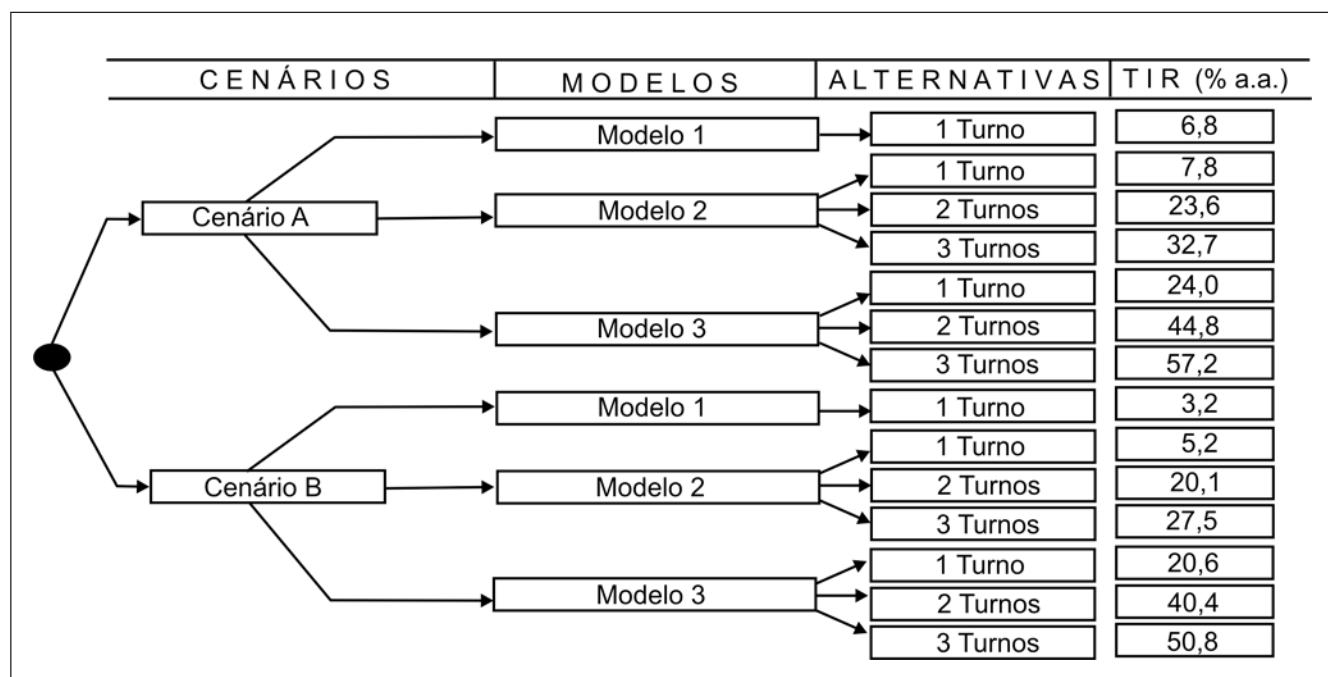 CENÁRIOS MODELOS ALTERNATIVAS TIR (% a.a.)
Modelo 1 1 Turno 6,8
1 Turno 7,8
Cenário A Modelo 2 2 Turnos 23,6
3 Turnos 32,7
1 Turno 24,0
Modelo 3 2 Turnos 44,8
3 Turnos 57,2
Modelo 1 1 Turno 3,2
1 Turno 5,2
Cenário B Modelo 2 2 Turnos 20,1
3 Turnos 27,5
1 Turno 20,6
Modelo 3 2 Turnos 40,4
3 Turnos 50,8